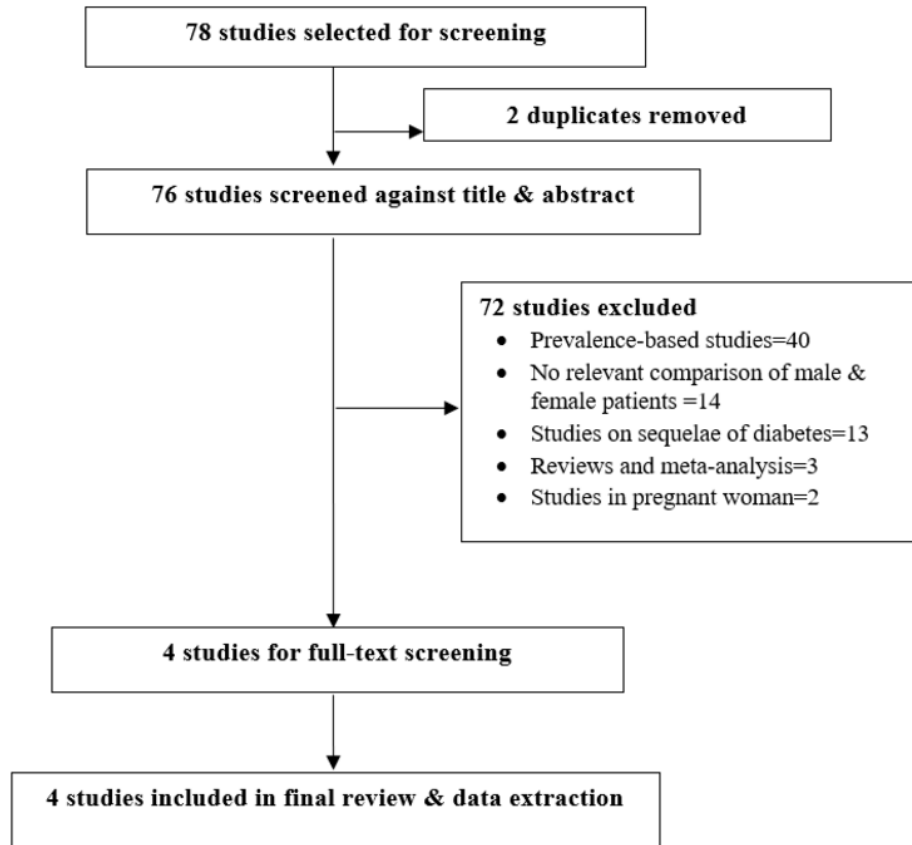 78 studies selected for screening
2 duplicates removed
76 studies screened against title & abstract
72 studies excluded
• Prevalence-based studies=40
• No relevant comparison of male &
female patients =14
• Studies on sequelae of diabetes=13
• Reviews and meta-analysis=3
• Studies in pregnant woman=2
4 studies for full-text screening
4 studies included in final review & data extraction